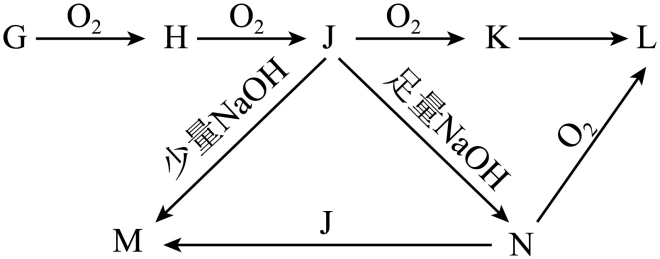 O₂ O₂ O₂
G H J K L
少量NaOH 足量NaOH O₂
J
M N